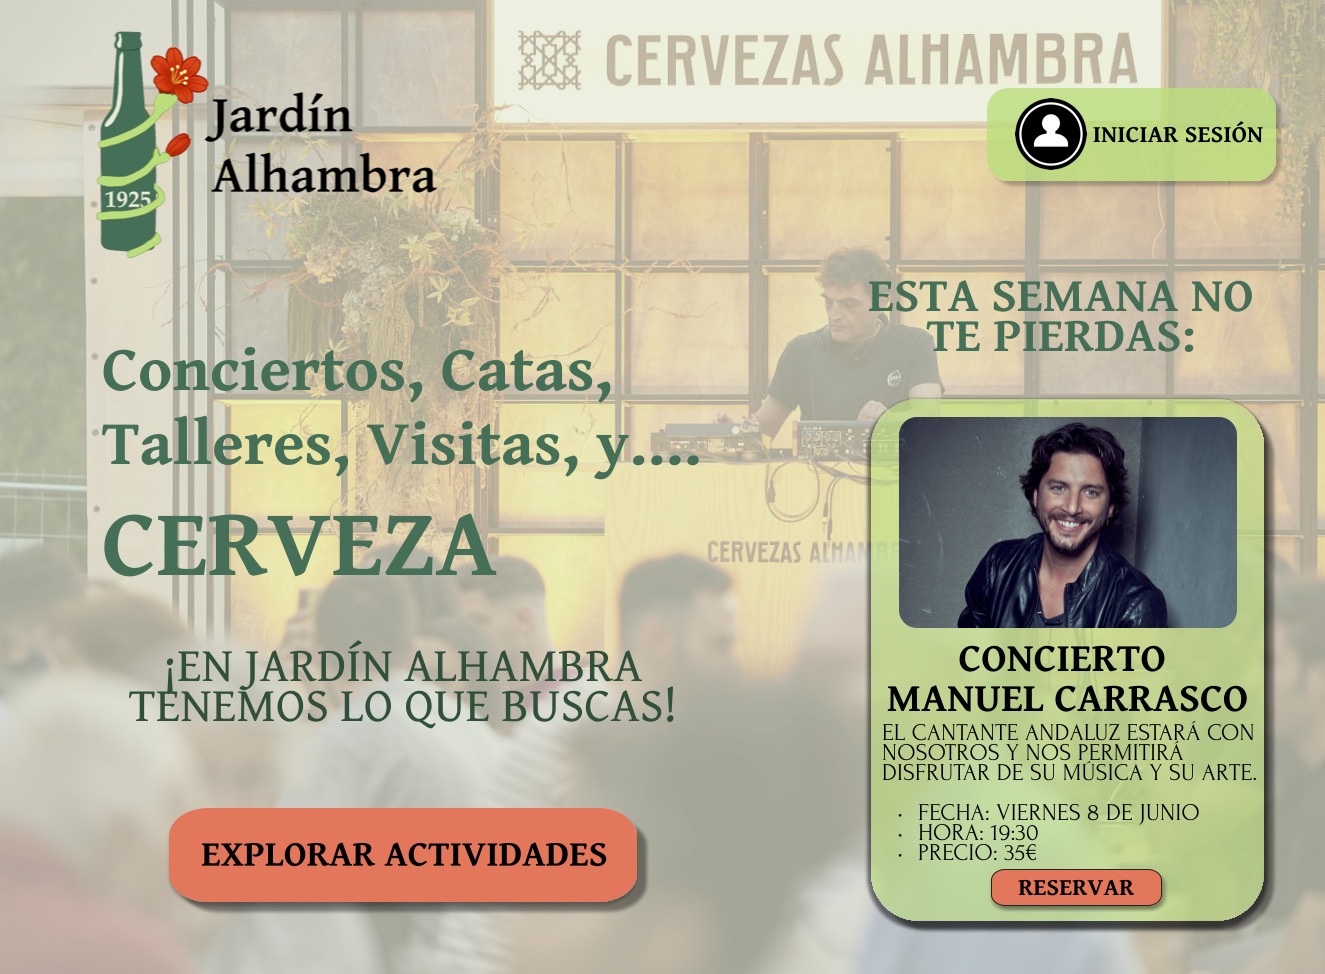 CERVEZAS ALHAMBRA
Jardín
Alhambra
1925
INICIAR SESIÓN
Conciertos, Catas,
Talleres, Visitas, y....
CERVEZA
¡EN JARDÍN ALHAMBRA
TENEMOS LO QUE BUSCAS!
EXPLORAR ACTIVIDADES
CERVEZAS ALHAMB
ESTA SEMANA NO
TE PIERDAS:
CONCIERTO
MANUEL CARRASCO
EL CANTANTE ANDALUZ ESTARÁ CON
NOSOTROS Y NOS PERMITIRÁ
DISFRUTAR DE SU MÚSICA Y SU ARTE.
· FECHA: VIERNES 8 DE JUNIO
· HORA: 19:30
· PRECIO: 35€
RESERVAR